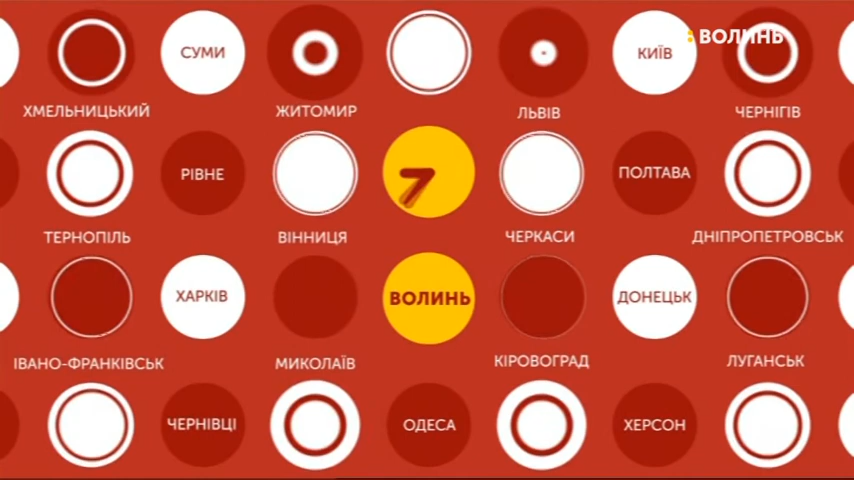 :ВОЛИНЬ
СУМИ
КИЇВ
ХМЕЛЬНИЦЬКИЙ
ЖИТОМИР
ЛЬВІВ
ЧЕРНІГІВ
РІВНЕ
ПОЛТАВА
ТЕРНОПІЛЬ
ВІННИЦЯ
ЧЕРКАСИ
ДНІПРОПЕТРОВСЬК
ХАРКІВ
ВОЛИНЬ
ДОНЕЦЬК
ІВАНО-ФРАНКІВСЬК
МИКОЛАЇВ
КІРОВОГРАД
ЛУГАНСЬК
ЧЕРНІВЦІ
ОДЕСА
ХЕРСОН